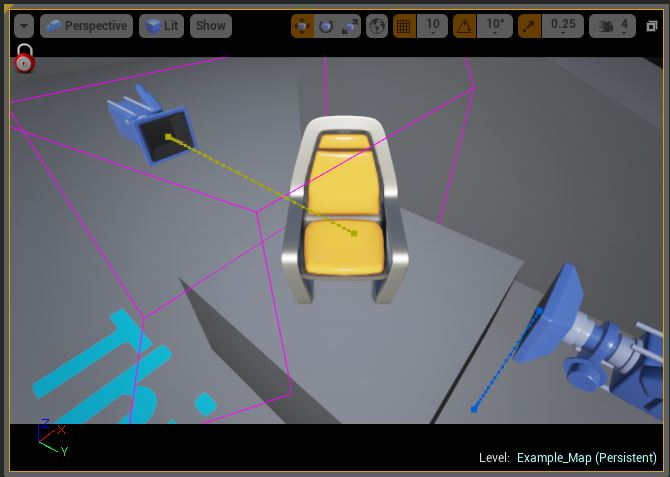 Perspective Lit Show 10 10° 0.25 4
Z
X
Y
Level: Example_Map (Persistent)